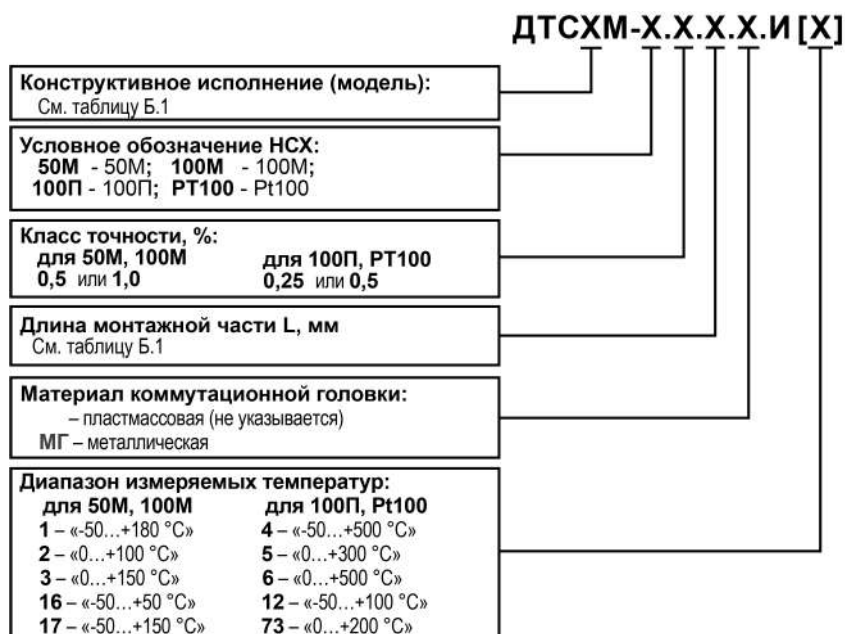 ДТСХМ-Х.Х.Х.Х.И [Х]
Конструктивное исполнение (модель):
См. таблицу Б.1
Условное обозначение НСХ:
50М - 50М; 100М - 100М;
100П - 100П; РТ100 - Pt100
Класс точности, %:
для 50М, 100М для 100П, РТ100
0,5 или 1,0 0,25 или 0,5
Длина монтажной части L, мм
См. таблицу Б.1
Материал коммутационной головки:
– пластмассовая (не указывается)
МГ – металлическая
Диапазон измеряемых температур:
для 50М, 100М для 100П, Pt100
1 – «-50…+180 °С» 4 – «-50…+500 °С»
2 – «0…+100 °С» 5 – «0…+300 °С»
3 – «0…+150 °С» 6 – «0…+500 °С»
16 – «-50…+50 °С» 12 – «-50…+100 °С»
17 – «-50…+150 °С» 73 – «0…+200 °С»